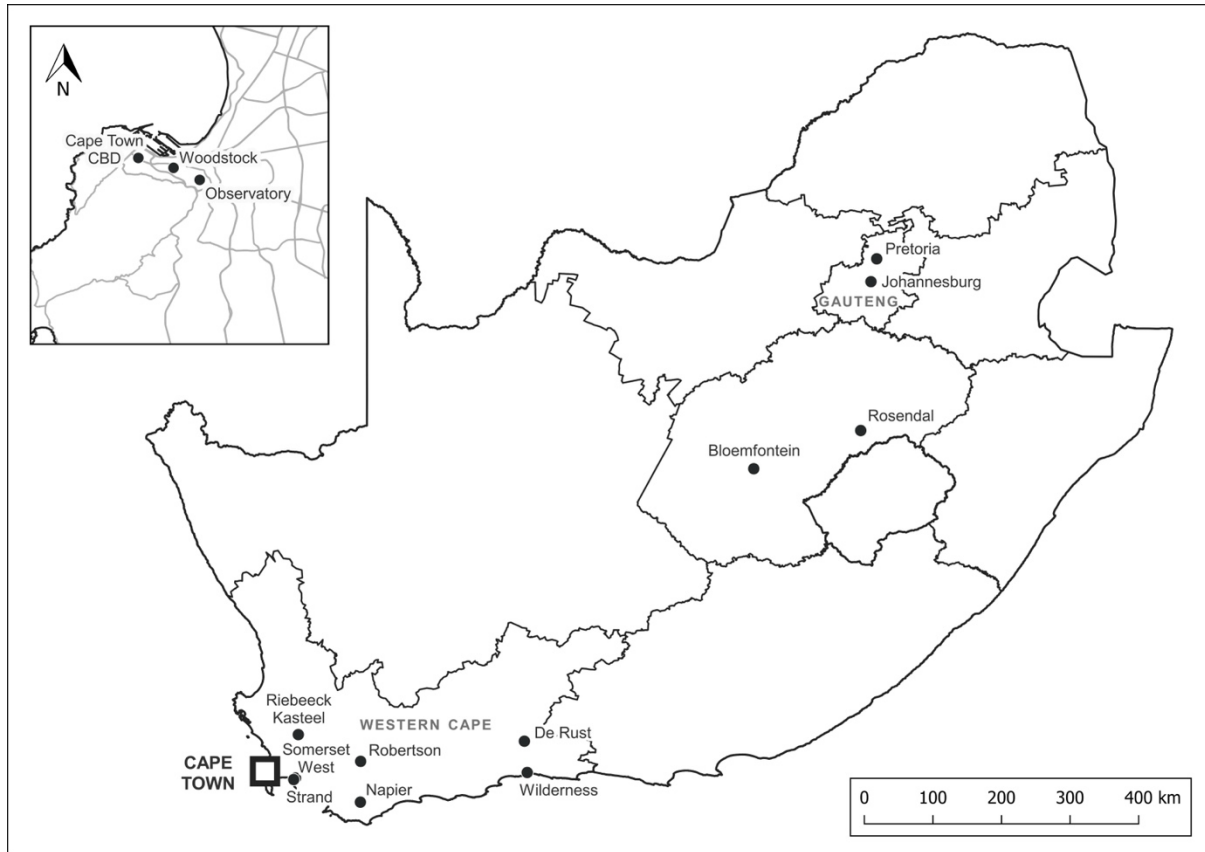 N
Cape Town
CBD
Woodstock
Observatory
Pretoria
Johannesburg
GAUTENG
Rosendal
Bloemfontein
Riebeeck
Kasteel
WESTERN CAPE
De Rust
Somerset
West
Robertson
CAPE
TOWN
Strand
Napier
Wilderness
0 100 200 300 400 km